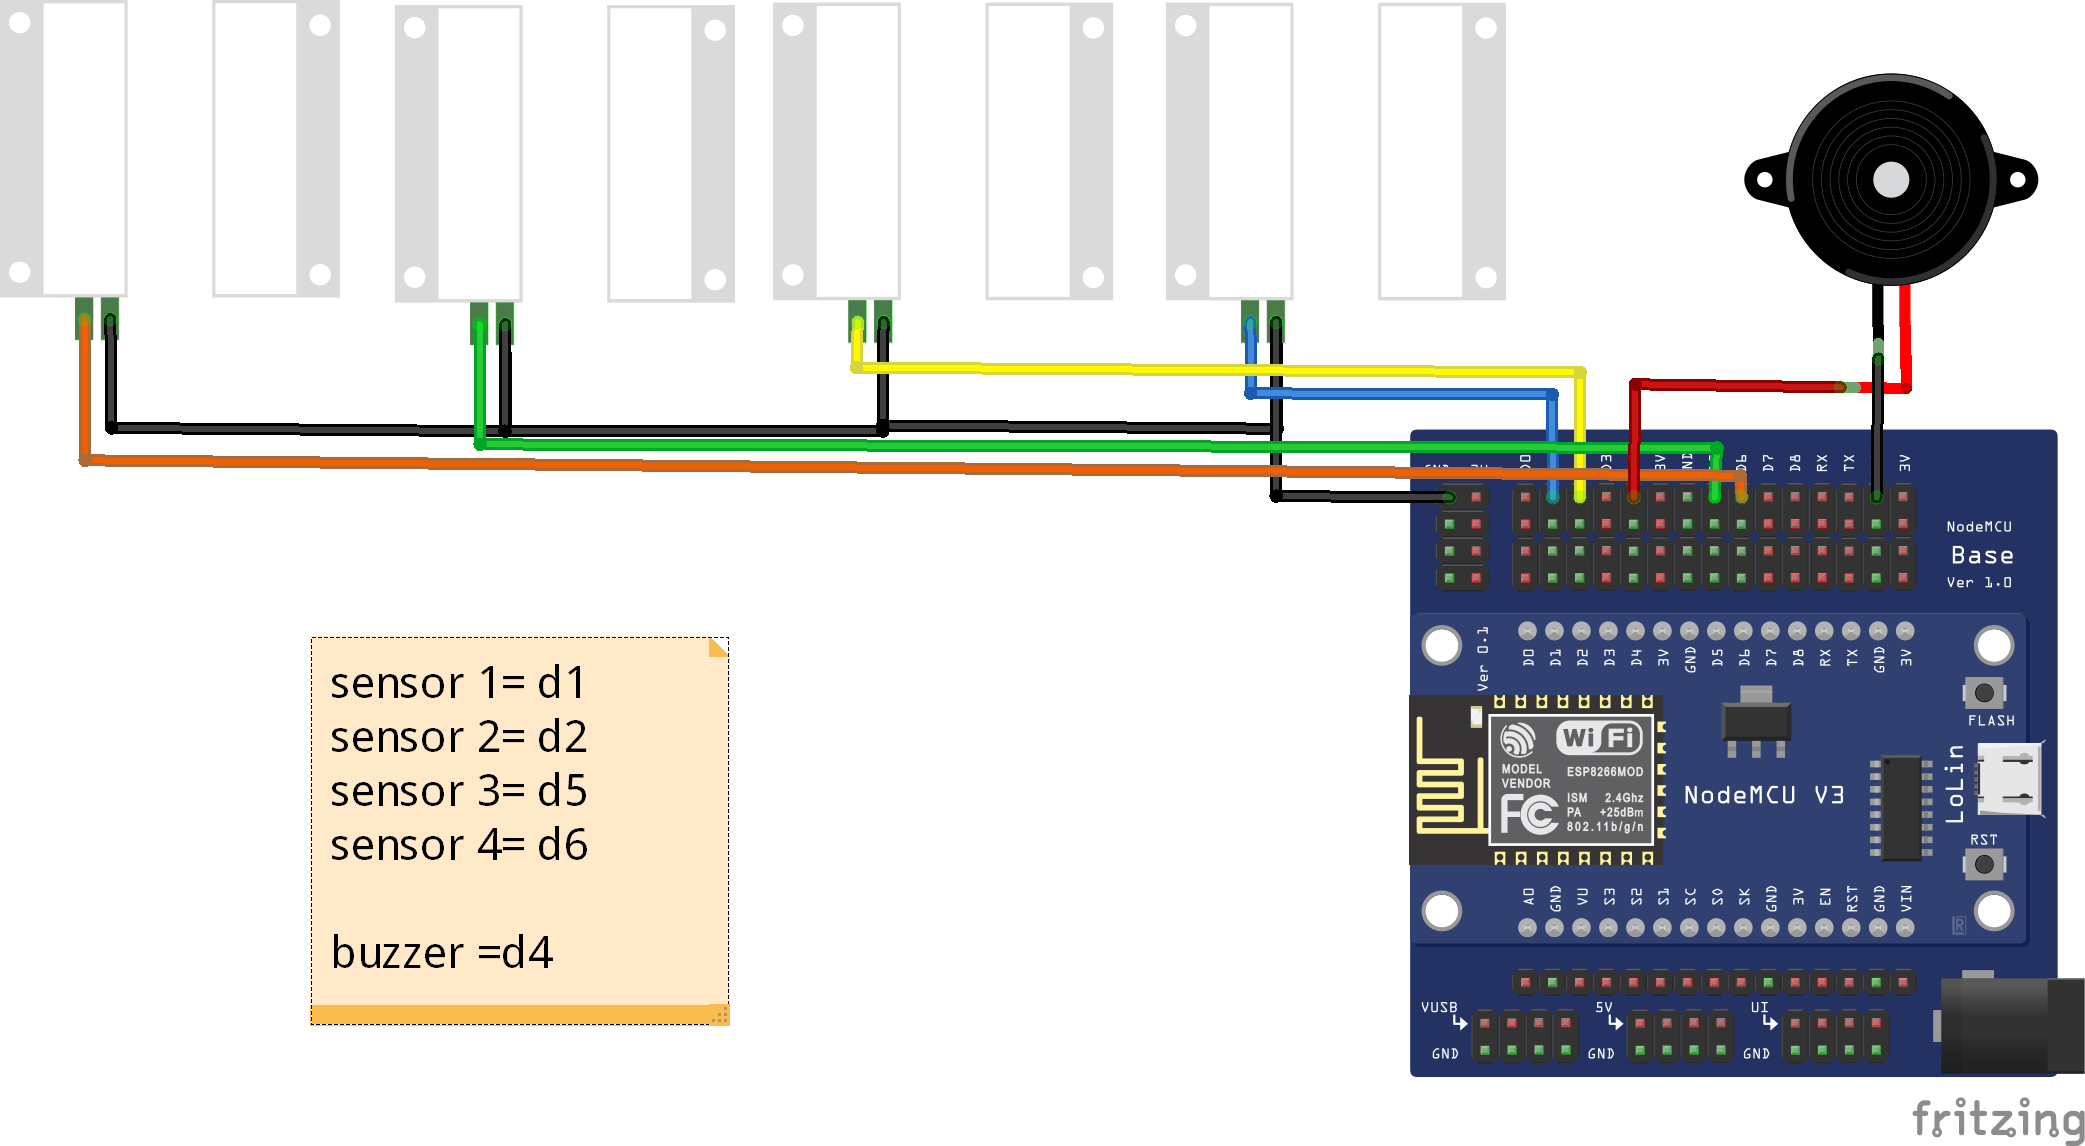 D0
D3
3V
D6
D7
D8
RX
TX
3V
NodeMCU
Base
Ver 1.0
sensor 1= d1
sensor 2= d2
sensor 3= d5
sensor 4= d6
buzzer =d4
Ver 0.1
D0 D1 D2 D3 D4 3V GND D5 D6 D7 D8 RX TX GND 3V
FLASH
WiFi
MODEL
VENDOR
ESP8266MOD
FC
ISM 2.4Ghz
PA +25dBm
802.11b/g/n
NodeMCU V3
LoLin
RST
A0 GND VU S3 S2 S1 SC S0 SK GND 3V EN RST GND VIN
R
VUSB 5V UI
GND GND GND
fritzing